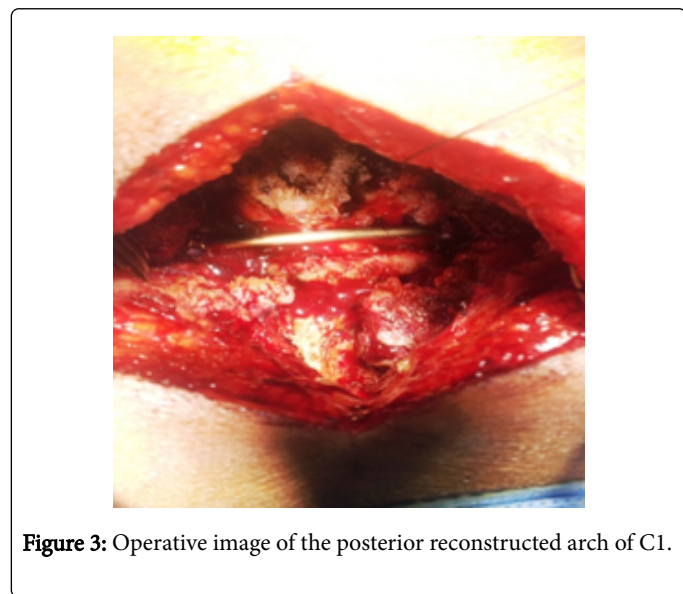 Figure 3: Operative image of the posterior reconstructed arch of C1.